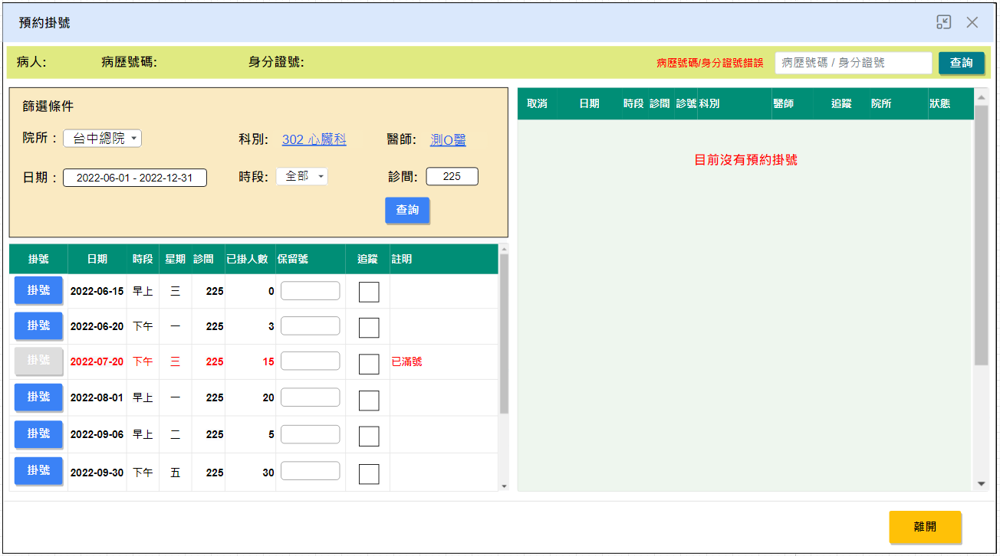 預約掛號
病人: 病歷號碼: 身分證號: 病歷號碼/身分證號錯誤 病歷號碼 / 身分證號 查詢
篩選條件
院所 : 台中總院 科別: 302 心臟科 醫師: 測O醫
日期 : 2022-06-01 - 2022-12-31 時段: 全部 診間: 225
查詢
掛號 日期 時段 星期 診間 已掛人數 保留號 追蹤 註明
掛號 2022-06-15 早上 三 225 0
掛號 2022-06-20 下午 一 225 3
掛號 2022-07-20 下午 三 225 15 已滿號
掛號 2022-08-01 早上 一 225 20
掛號 2022-09-06 早上 二 225 5
掛號 2022-09-30 下午 五 225 30
取消 日期 時段 診間 診號 科別 醫師 追蹤 院所 狀態
目前沒有預約掛號
離開